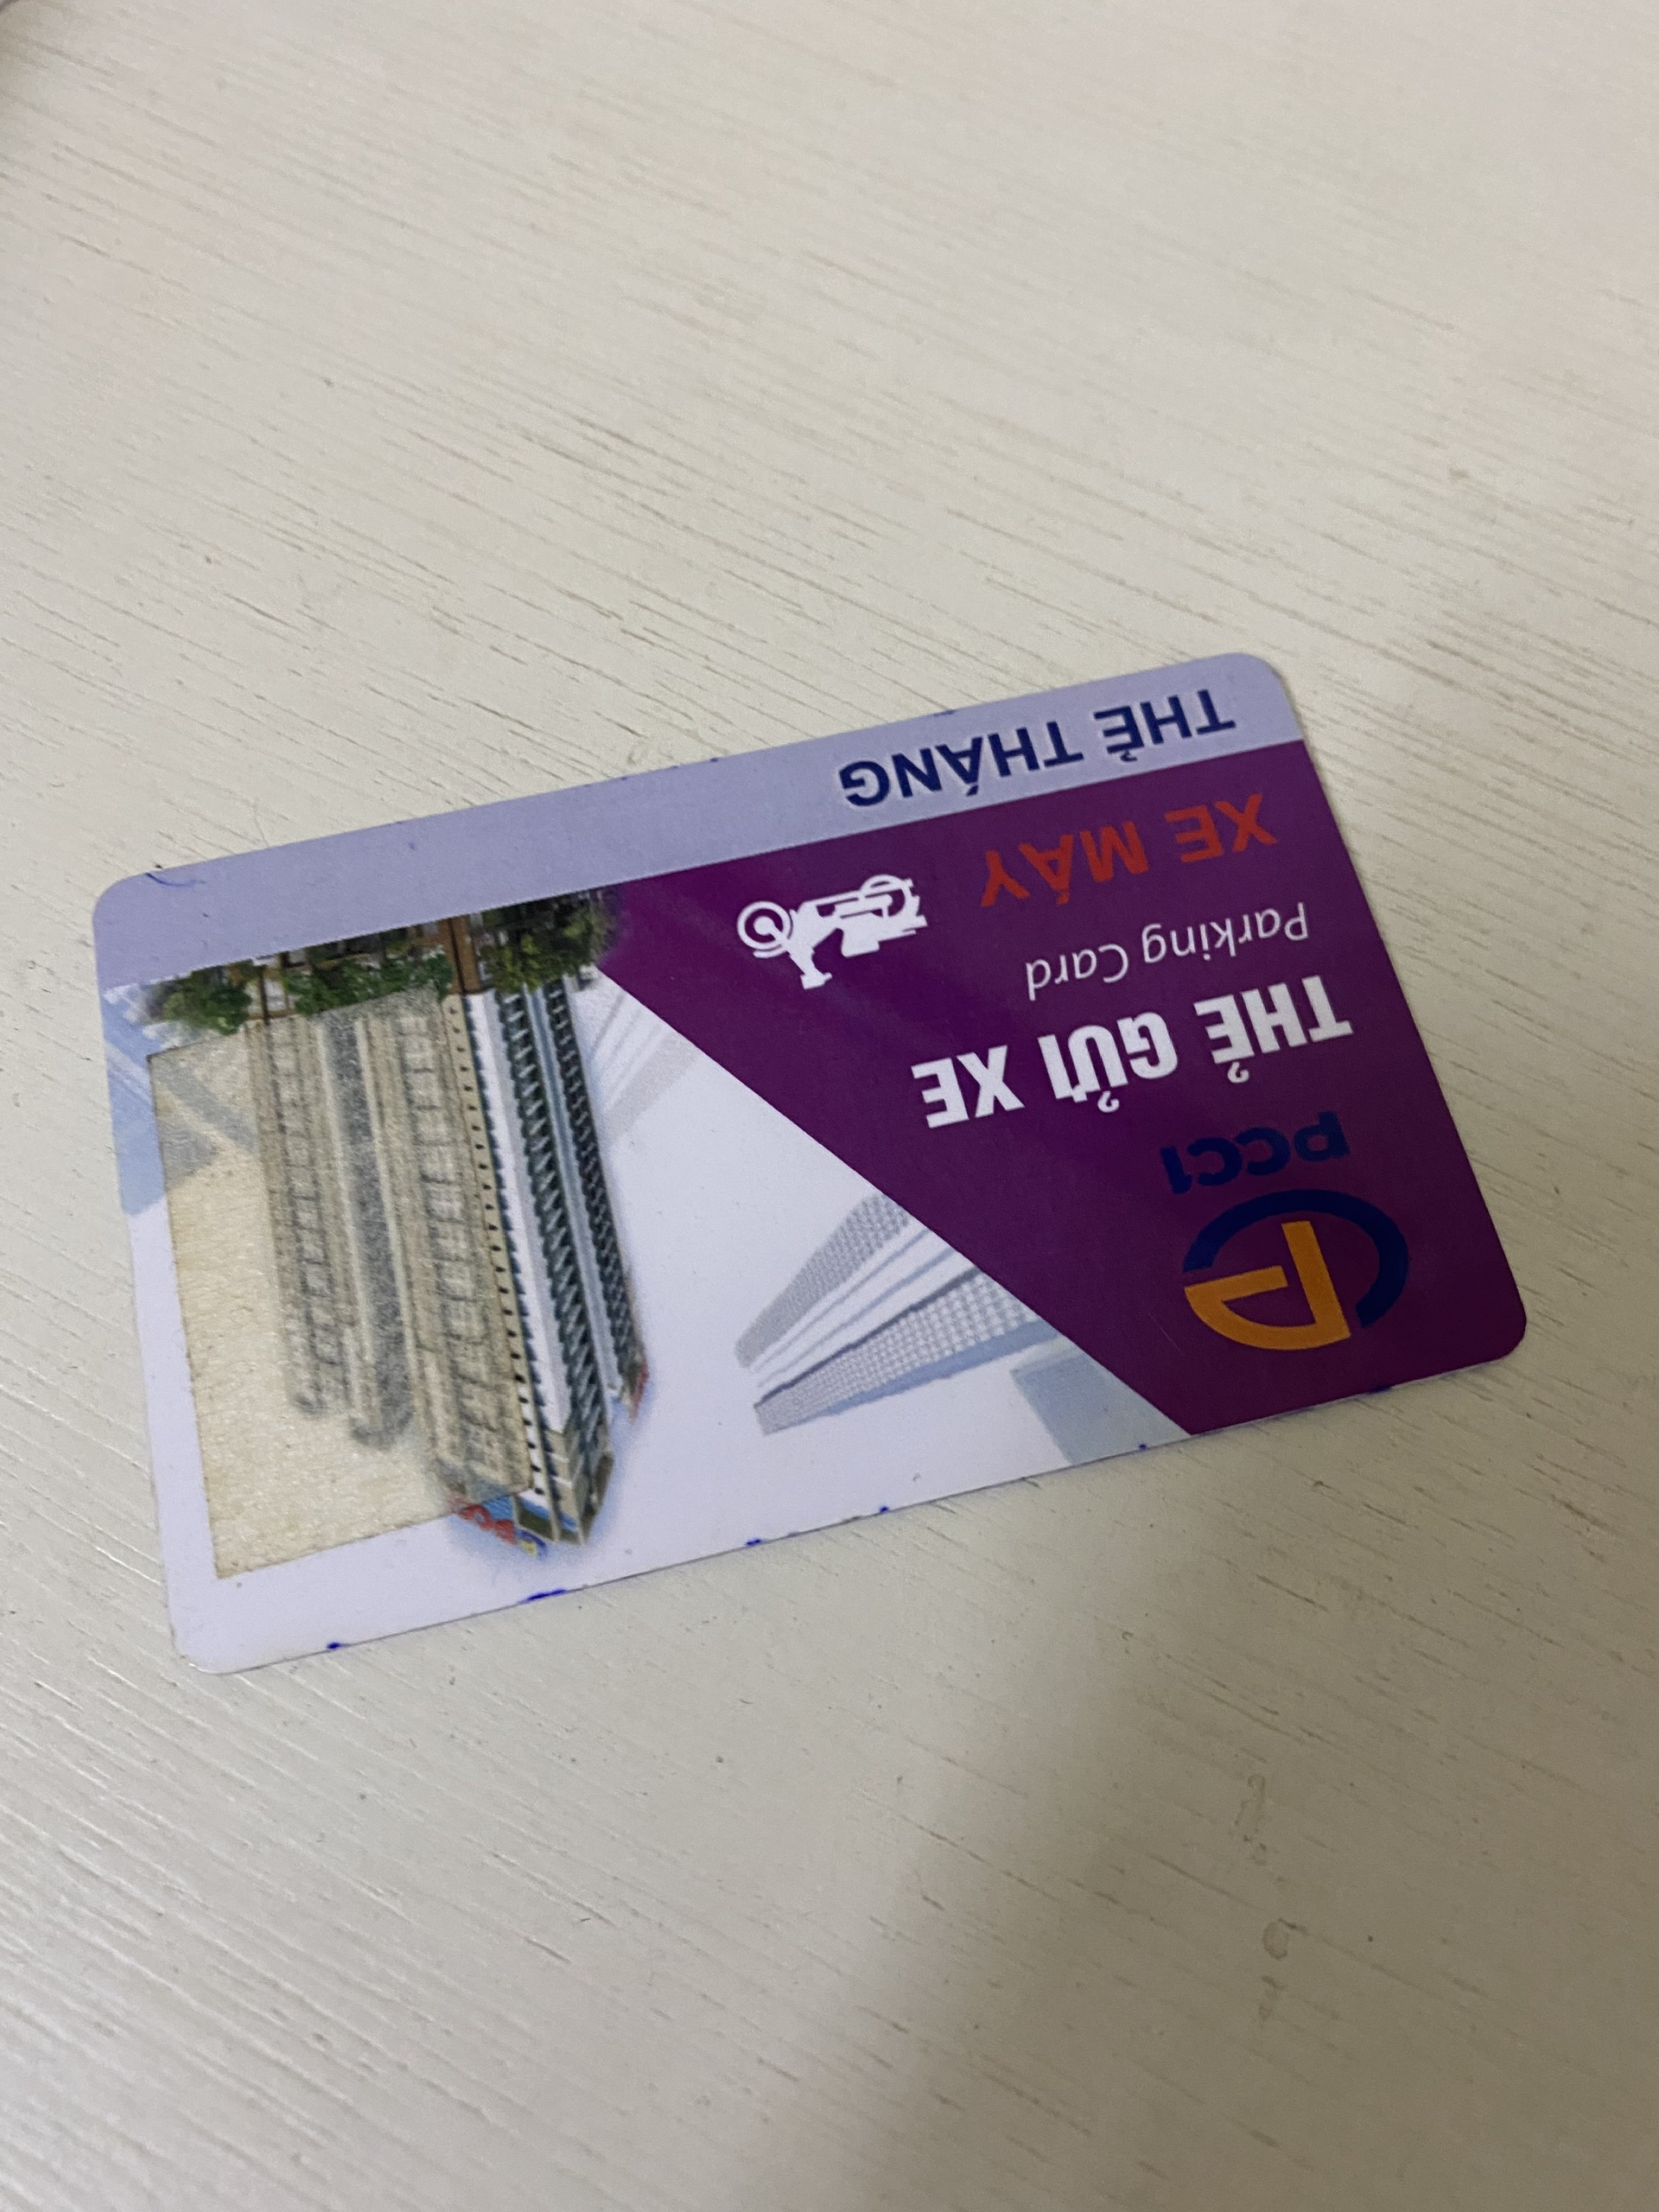 PCC1
THẺ GỬI XE
Parking Card
XE MÁY
THẺ THÁNG